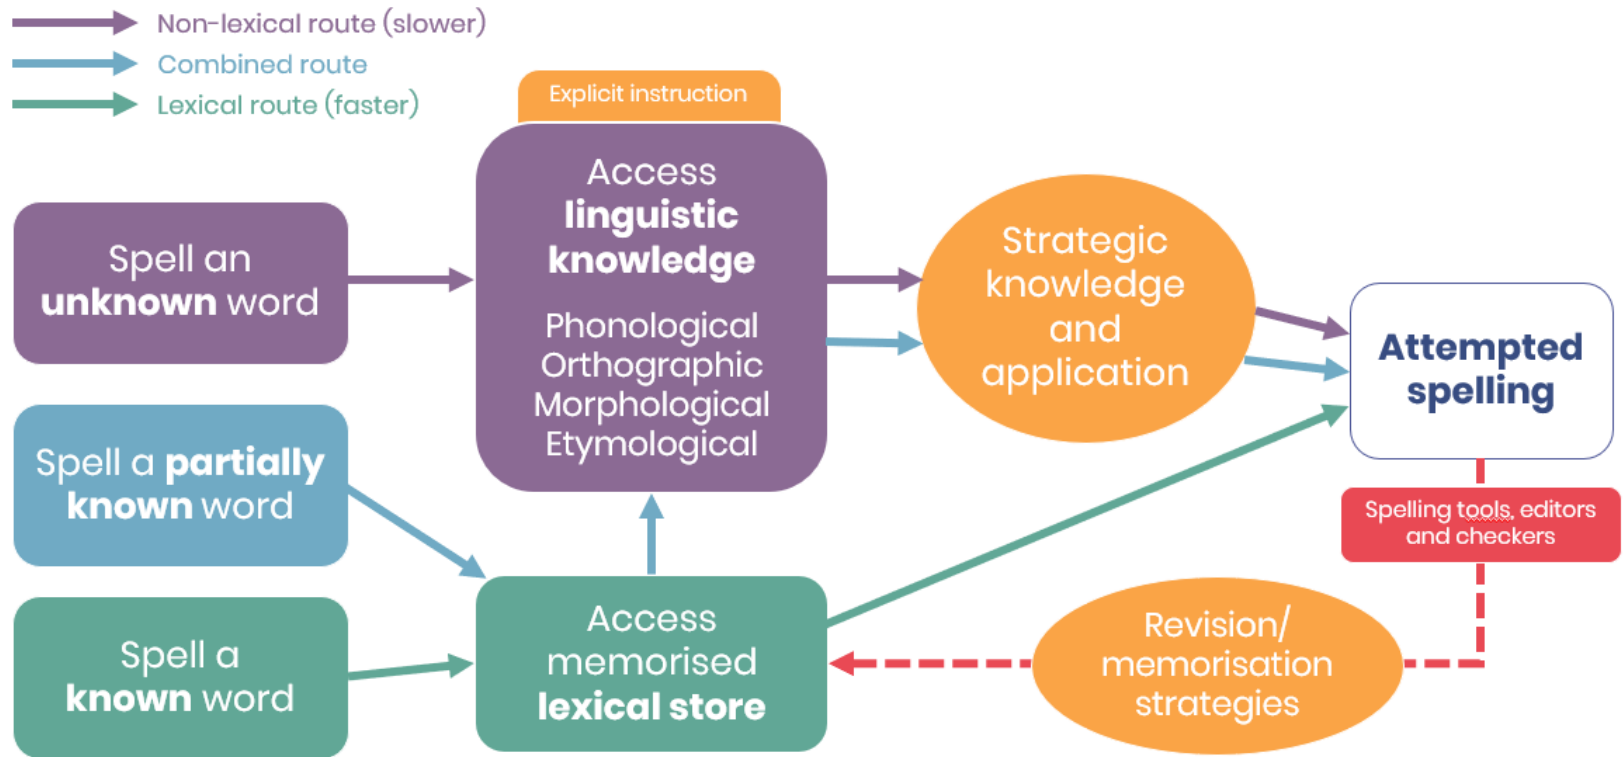 Non-lexical route (slower)
Combined route
Lexical route (faster)
Explicit instruction
Spell an
unknown word
Access
linguistic
knowledge
Phonological
Orthographic
Morphological
Etymological
Strategic
knowledge
and
application
Attempted
spelling
Spell a partially
known word
Spelling tools, editors
and checkers
Spell a
known word
Access
memorised
lexical store
Revision/
memorisation
strategies